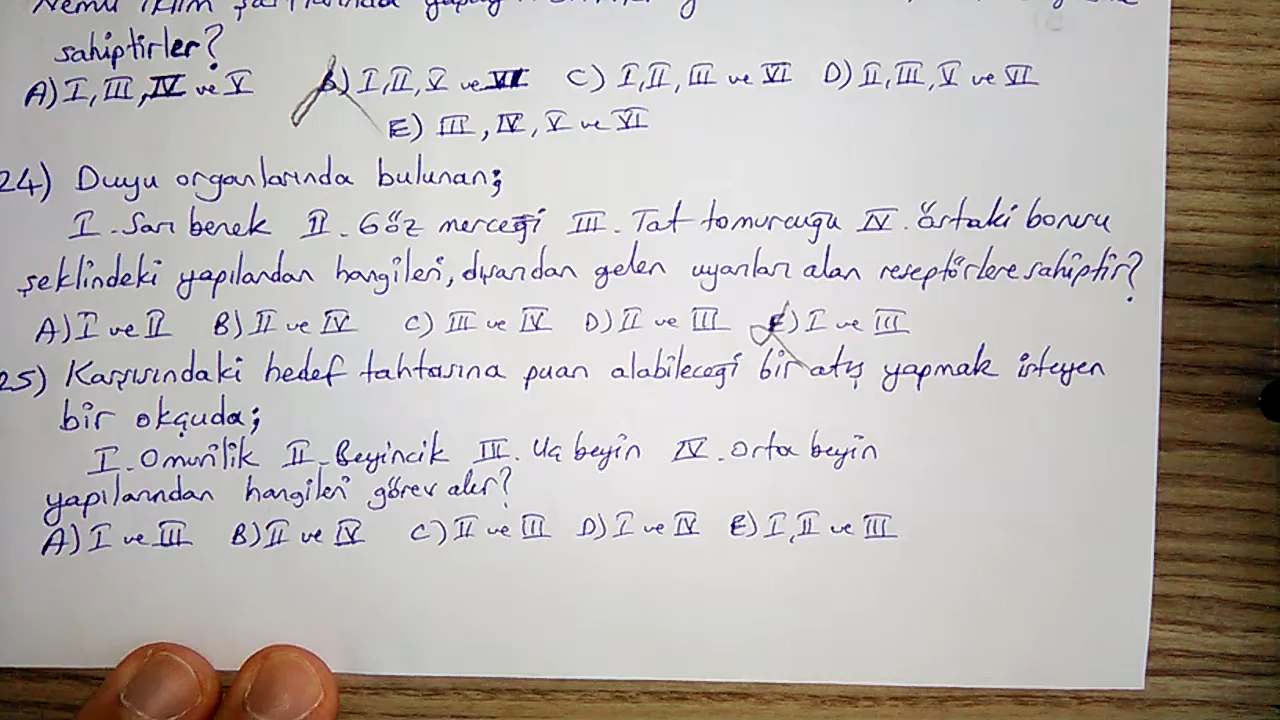 Nemli iklim şartlarında
sahiptirler?
A) I, III, IV ve V B) I, II, V ve VI C) I, II, III ve VI D) II, III, V ve VI
E) III, IV, V ve VI
24) Duyu organlarında bulunan;
I. Sarı benek II. Göz merceği III. Tat tomurcuğu IV. östaki borusu
şeklindeki yapılardan hangileri, dışarıdan gelen uyarıları alan reseptörlere sahiptir?
A) I ve II B) II ve IV C) III ve IV D) II ve III E) I ve III
25) Karşısındaki hedef tahtasına puan alabileceği bir atış yapmak isteyen
bir okçuda;
I. Omurilik II. Beyincik III. Uç beyin IV. Orta beyin
yapılarından hangileri görev alır?
A) I ve III B) II ve IV C) II ve III D) I ve IV E) I, II ve III